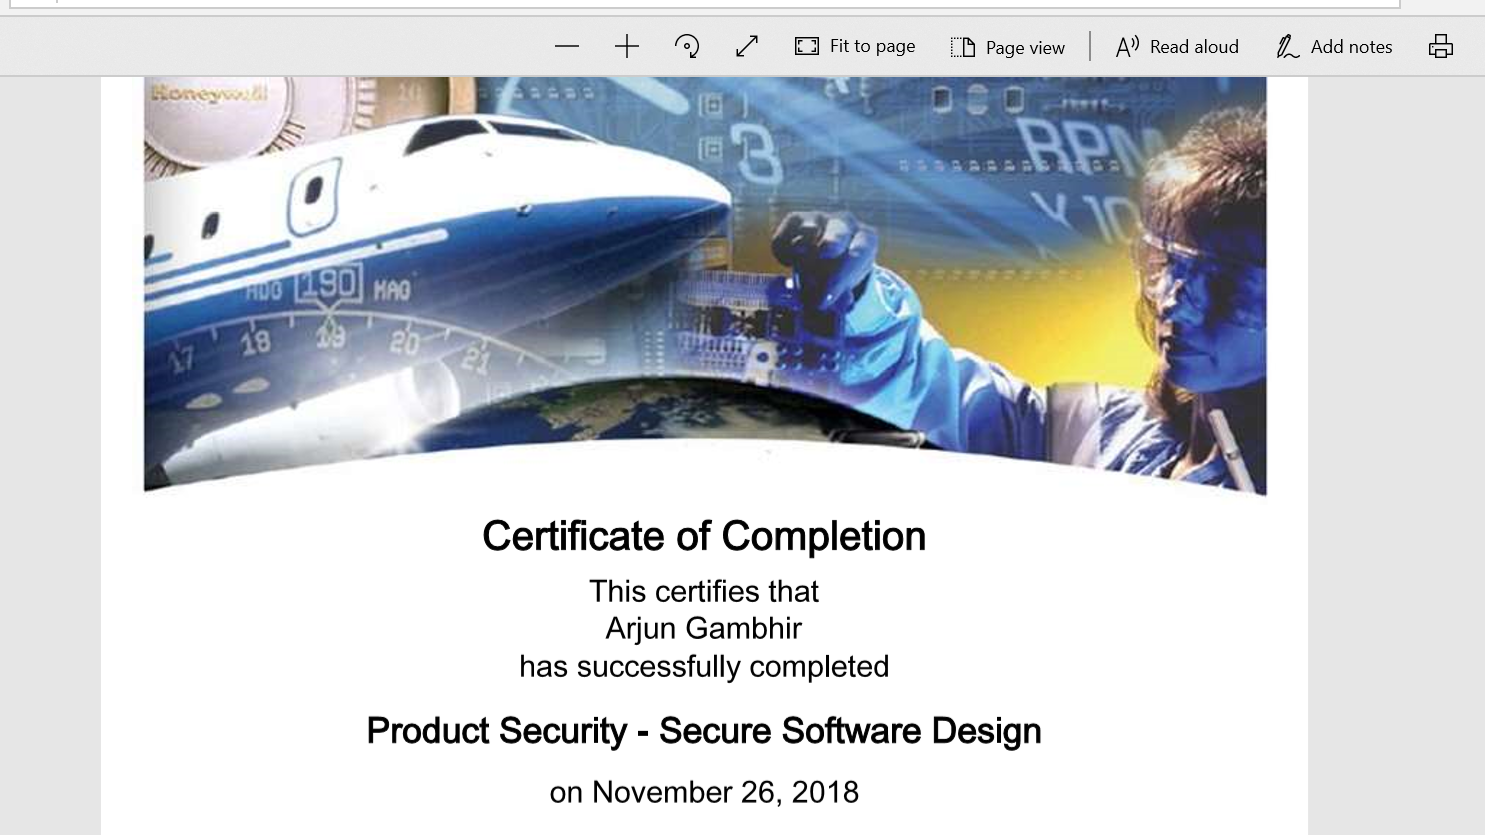 Fit to page
Page view
Read aloud
Add notes
Honeywell
10
3
RPM
X 10
HDG 190 MAG
17 18 19 20 21
Certificate of Completion
This certifies that
Arjun Gambhir
has successfully completed
Product Security - Secure Software Design
on November 26, 2018